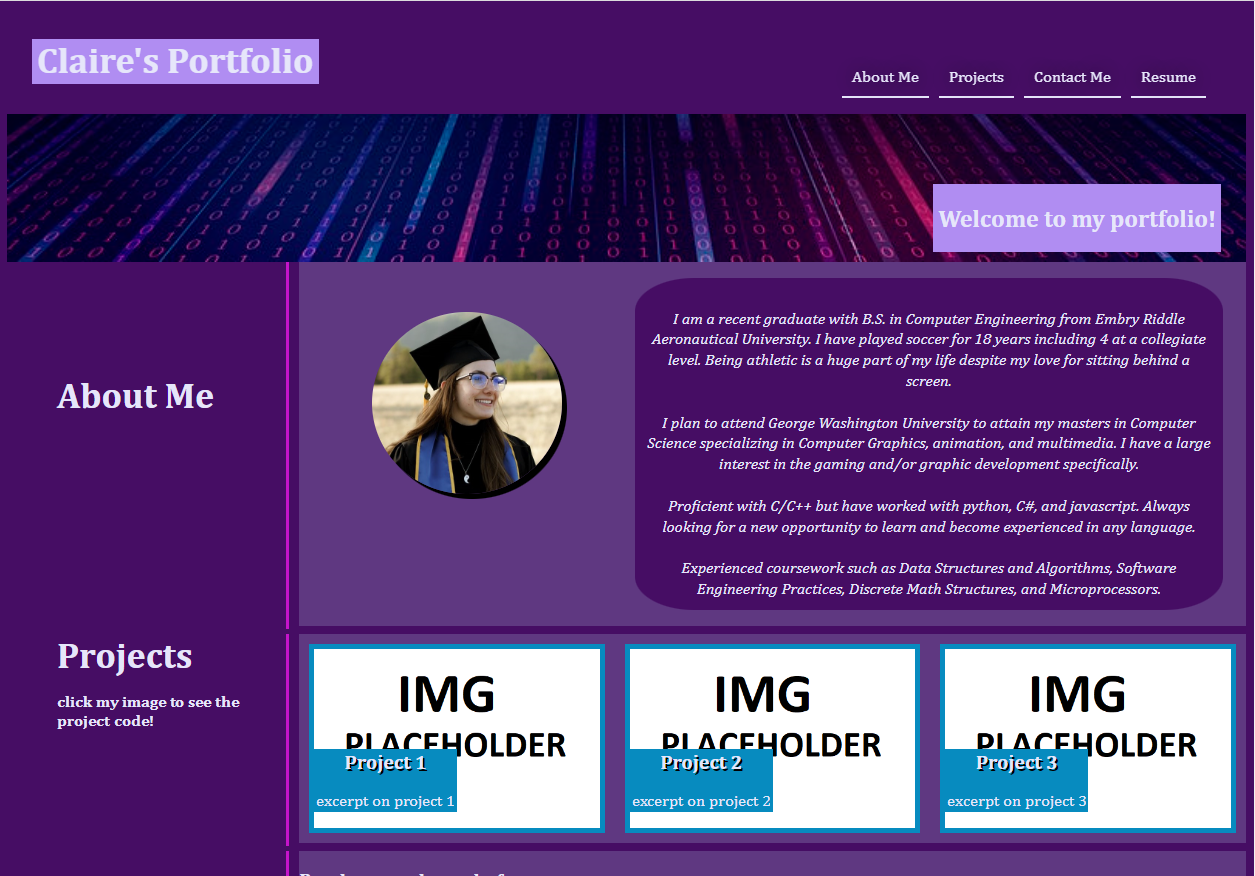 Claire's Portfolio
About Me Projects Contact Me Resume
Welcome to my portfolio!
About Me
I am a recent graduate with B.S. in Computer Engineering from Embry Riddle
Aeronautical University. I have played soccer for 18 years including 4 at a collegiate
level. Being athletic is a huge part of my life despite my love for sitting behind a
screen.
I plan to attend George Washington University to attain my masters in Computer
Science specializing in Computer Graphics, animation, and multimedia. I have a large
interest in the gaming and/or graphic development specifically.
Proficient with C/C++ but have worked with python, C#, and javascript. Always
looking for a new opportunity to learn and become experienced in any language.
Experienced coursework such as Data Structures and Algorithms, Software
Engineering Practices, Discrete Math Structures, and Microprocessors.
Projects
click my image to see the
project code!
IMG
PLACEHOLDER
Project 1
excerpt on project 1
IMG
PLACEHOLDER
Project 2
excerpt on project 2
IMG
PLACEHOLDER
Project 3
excerpt on project 3